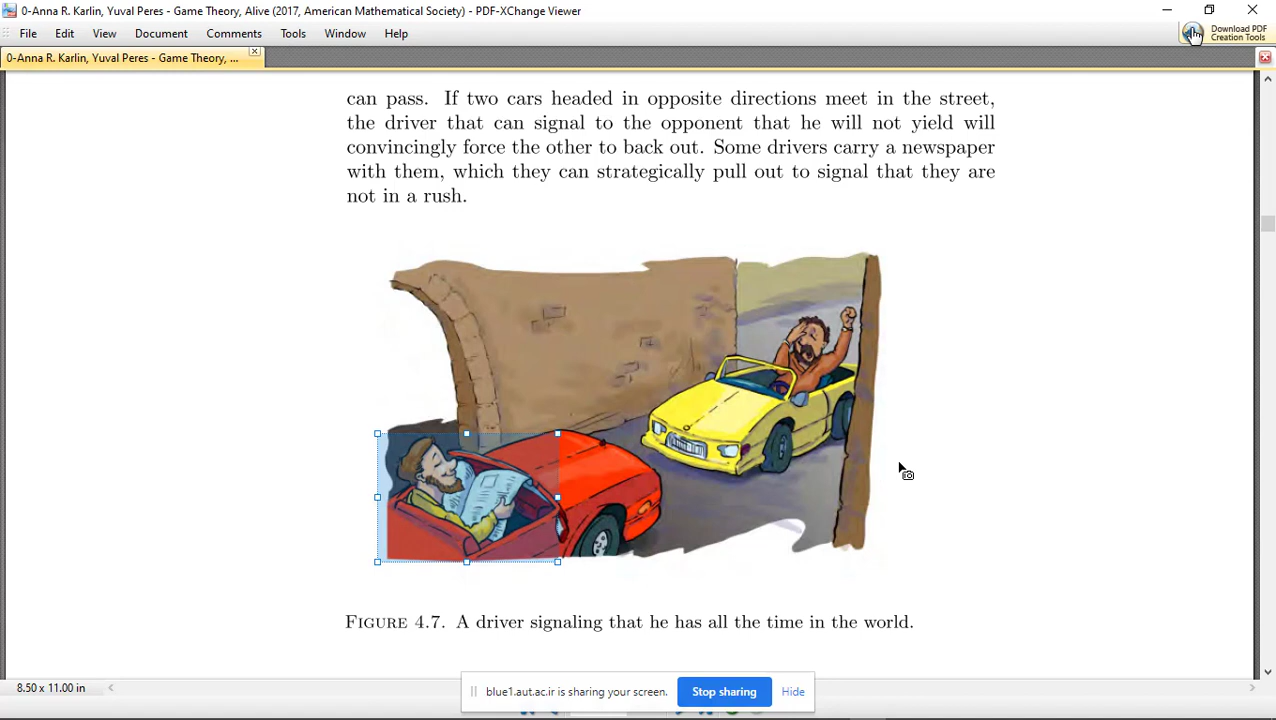 0-Anna R. Karlin, Yuval Peres - Game Theory, Alive (2017, American Mathematical Society) - PDF-XChange Viewer
File Edit View Document Comments Tools Window Help
Download PDF
Creation Tools
0-Anna R. Karlin, Yuval Peres - Game Theory, ...
can pass. If two cars headed in opposite directions meet in the street,
the driver that can signal to the opponent that he will not yield will
convincingly force the other to back out. Some drivers carry a newspaper
with them, which they can strategically pull out to signal that they are
not in a rush.
FIGURE 4.7. A driver signaling that he has all the time in the world.
8.50 x 11.00 in
blue1.aut.ac.ir is sharing your screen.
Stop sharing
Hide